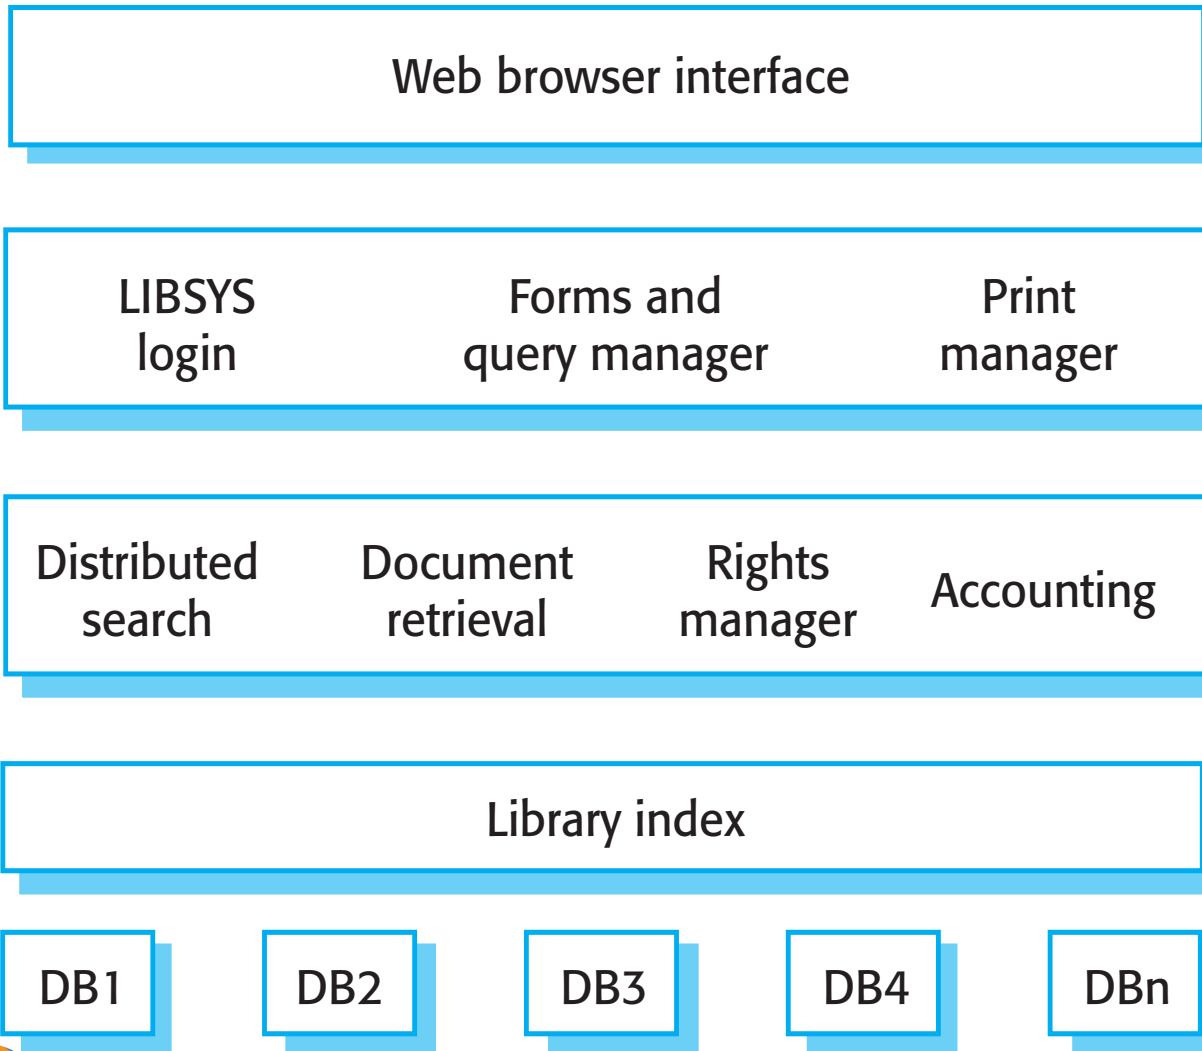 Web browser interface
LIBSYS
login
Forms and
query manager
Print
manager
Distributed
search
Document
retrieval
Rights
manager
Accounting
Library index
DB1
DB2
DB3
DB4
DBn